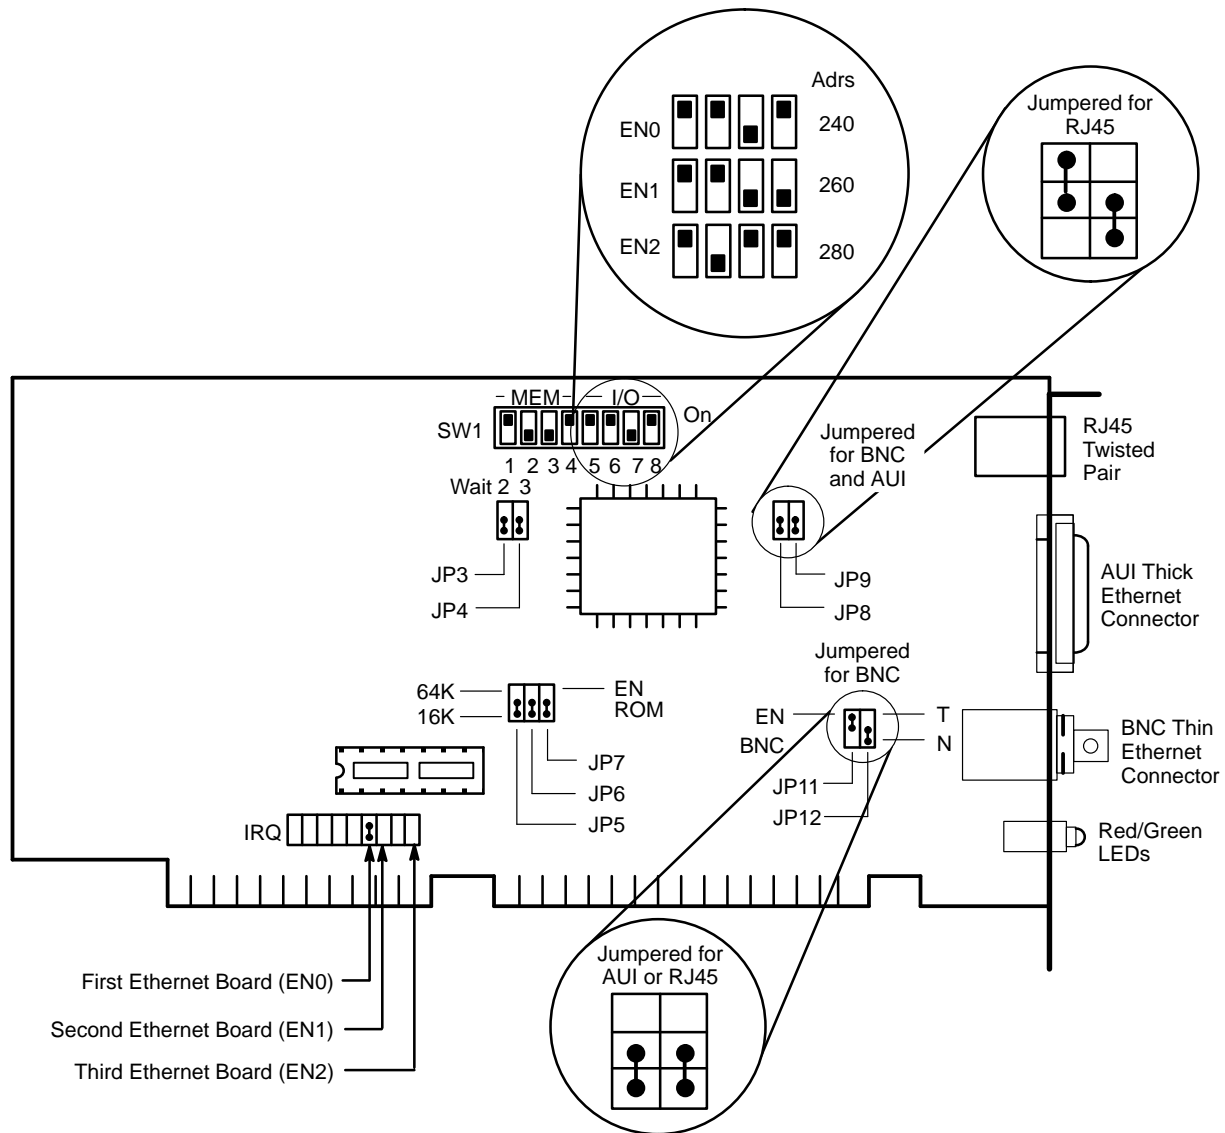 Adrs
EN0 240
EN1 260
EN2 280
Jumpered for
RJ45
MEM I/O
SW1
On
1 2 3 4 5 6 7 8
Wait 2 3
Jumpered
for BNC
and AUI
RJ45
Twisted
Pair
JP3
JP4
JP9
JP8
AUI Thick
Ethernet
Connector
Jumpered
for BNC
64K
16K
EN
ROM
EN
BNC
T
N
BNC Thin
Ethernet
Connector
JP7
JP6
JP5
JP11
JP12
IRQ
Red/Green
LEDs
Jumpered for
AUI or RJ45
First Ethernet Board (EN0)
Second Ethernet Board (EN1)
Third Ethernet Board (EN2)